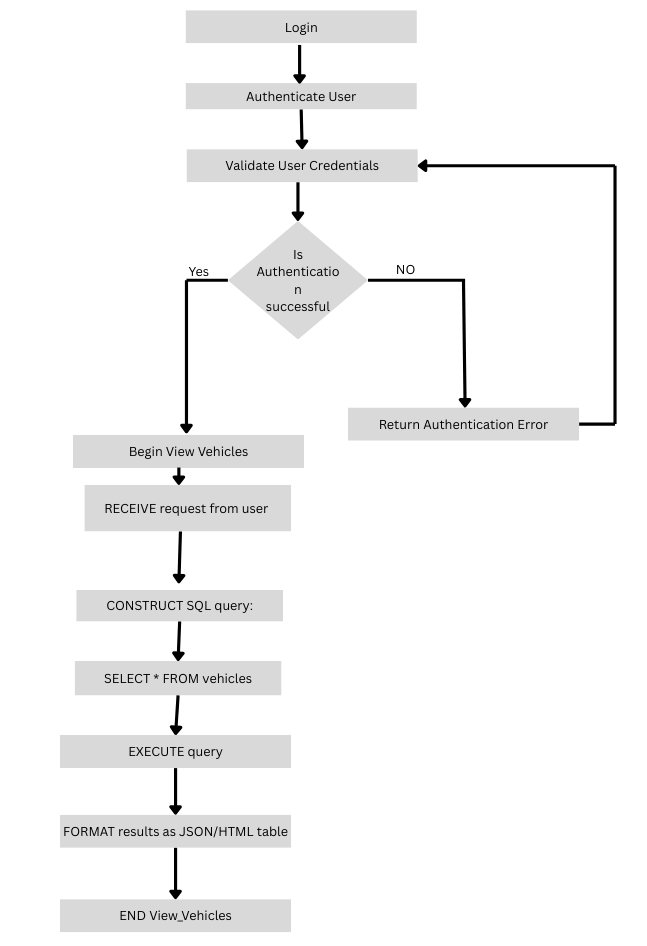 Login
Authenticate User
Validate User Credentials
Is
Authenticatio
n
successful
Yes
NO
Return Authentication Error
Begin View Vehicles
RECEIVE request from user
CONSTRUCT SQL query:
SELECT * FROM vehicles
EXECUTE query
FORMAT results as JSON/HTML table
END View_Vehicles